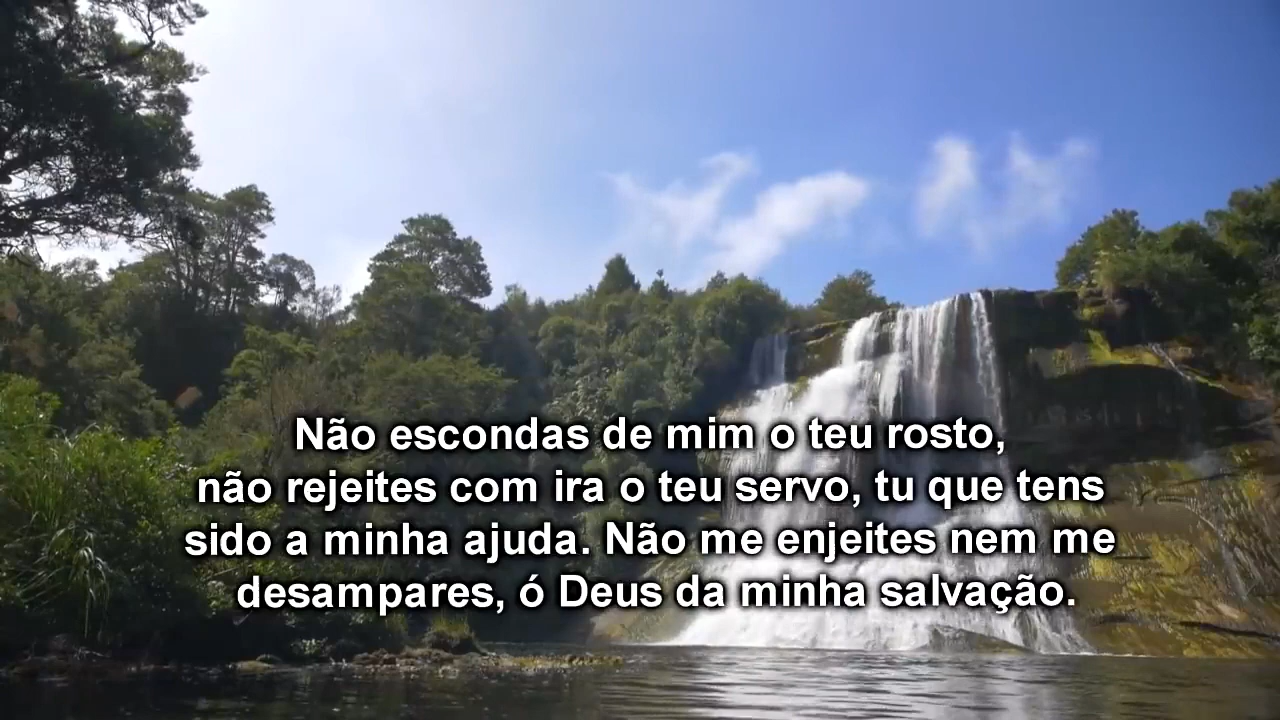 Não escondas de mim o teu rosto,
não rejeites com ira o teu servo, tu que tens
sido a minha ajuda. Não me enjeites nem me
desampares, ó Deus da minha salvação.